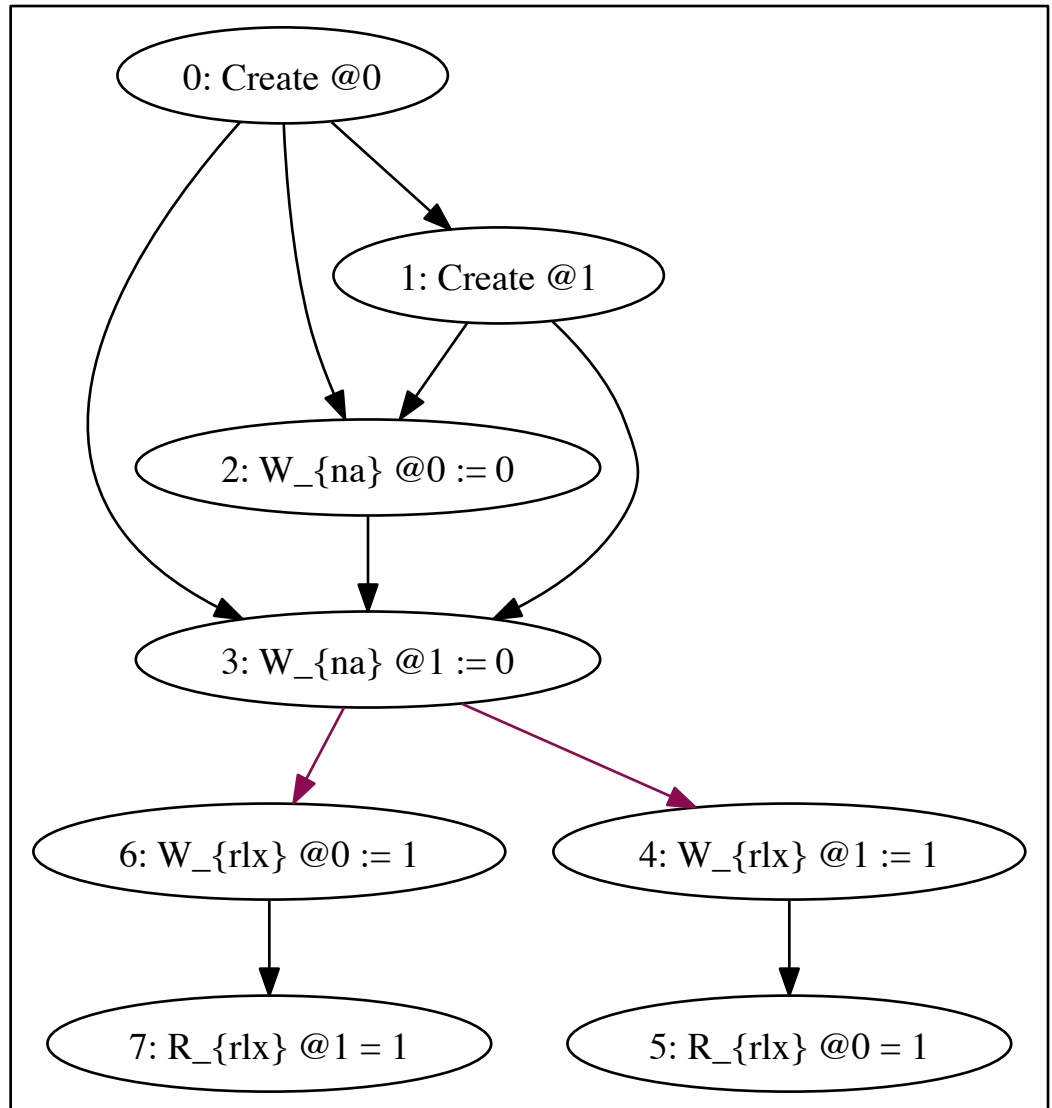 0: Create @0
1: Create @1
2: W_{na} @0 := 0
3: W_{na} @1 := 0
6: W_{rlx} @0 := 1
4: W_{rlx} @1 := 1
7: R_{rlx} @1 = 1
5: R_{rlx} @0 = 1